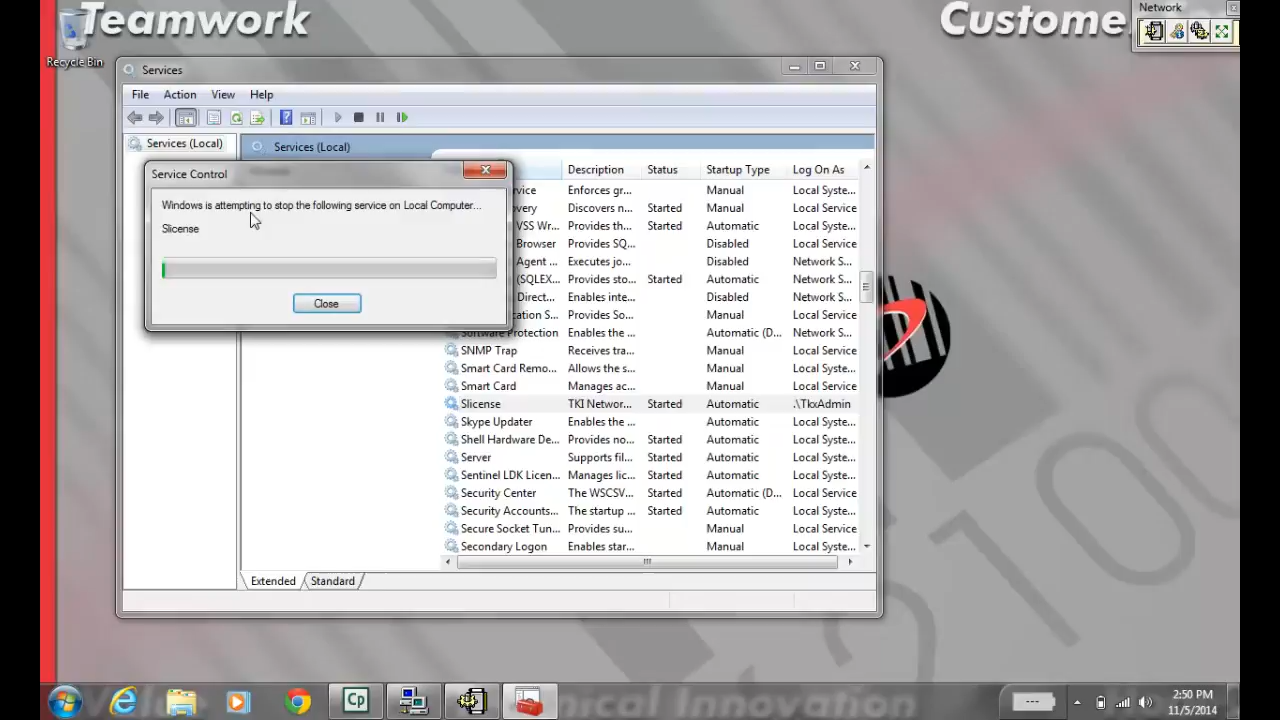 Teamwork
Custome
Network
Recycle Bin
Services
File Action View Help
Services (Local)
Services (Local)
Service Control
Windows is attempting to stop the following service on Local Computer...
Slicense
Close
Description Status Startup Type Log On As
rvice Enforces gr... Manual Local Syste...
overy Discovers n... Started Manual Local Service
VSS Wr... Provides th... Started Automatic Local Syste...
Browser Provides SQ... Disabled Local Service
Agent ... Executes jo... Disabled Network S...
(SQLEX... Provides sto... Started Automatic Network S...
Direct... Enables inte... Disabled Network S...
cation S... Provides So... Manual Local Service
Software Protection Enables the ... Automatic (D... Network S...
SNMP Trap Receives tra... Manual Local Service
Smart Card Remo... Allows the s... Manual Local Syste...
Smart Card Manages ac... Manual Local Service
Slicense TKI Networ... Started Automatic .\TkxAdmin
Skype Updater Enables the ... Automatic Local Syste...
Shell Hardware De... Provides no... Started Automatic Local Syste...
Server Supports fil... Started Automatic Local Syste...
Sentinel LDK Licen... Manages lic... Started Automatic Local Syste...
Security Center The WSCSV... Started Automatic (D... Local Service
Security Accounts... The startup ... Started Automatic Local Syste...
Secure Socket Tun... Provides su... Manual Local Service
Secondary Logon Enables star... Manual Local Syste...
Extended Standard
2100
Cp
---
2:50 PM
11/5/2014